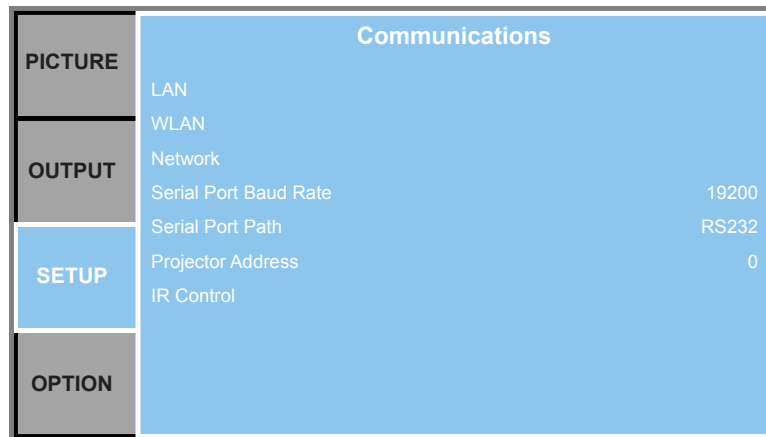 Communications
PICTURE
LAN
WLAN
Network
OUTPUT
Serial Port Baud Rate 19200
Serial Port Path RS232
Projector Address 0
SETUP
IR Control
OPTION